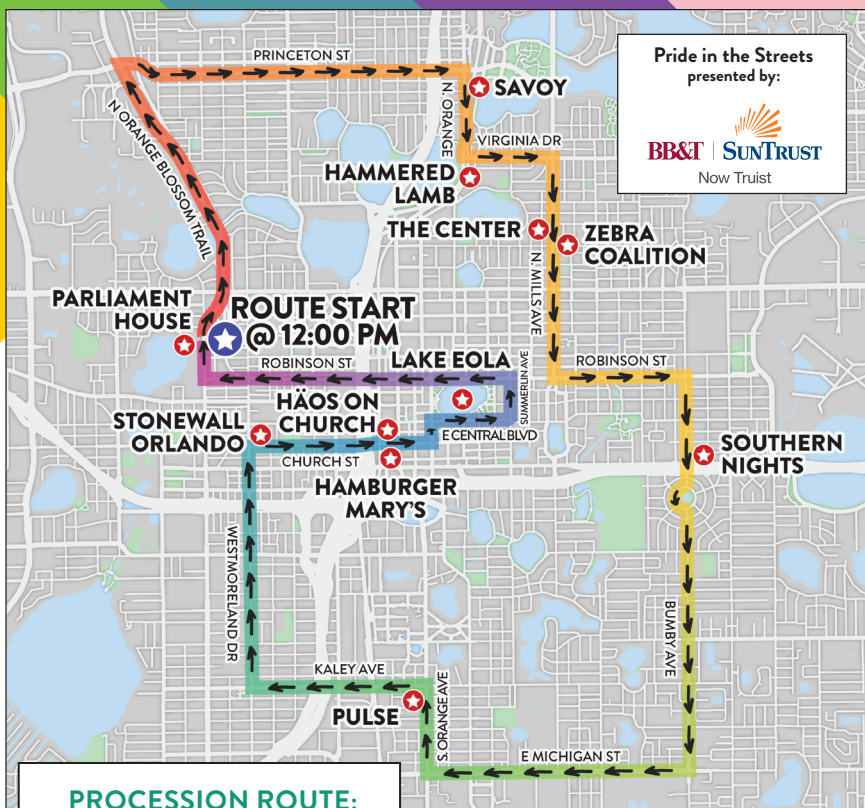 Pride in the Streets
presented by:
BB&T | SUNTRUST
Now Truist
PRINCETON ST
SAVOY
N. ORANGE
VIRGINIA DR
HAMMERED
LAMB
N ORANGE BLOSSOM TRAIL
THE CENTER
ZEBRA
COALITION
N. MILLS AVE
PARLIAMENT
HOUSE
ROUTE START
@ 12:00 PM
ROBINSON ST
LAKE EOLA
SUMMERLIN AVE
ROBINSON ST
HÄOS ON
CHURCH
STONEWALL
ORLANDO
E CENTRAL BLVD
CHURCH ST
HAMBURGER
MARY'S
SOUTHERN
NIGHTS
WESTMORELAND DR
BUMBY AVE
KALEY AVE
PULSE
S. ORANGE AVE
E MICHIGAN ST
PROCESSION ROUTE: